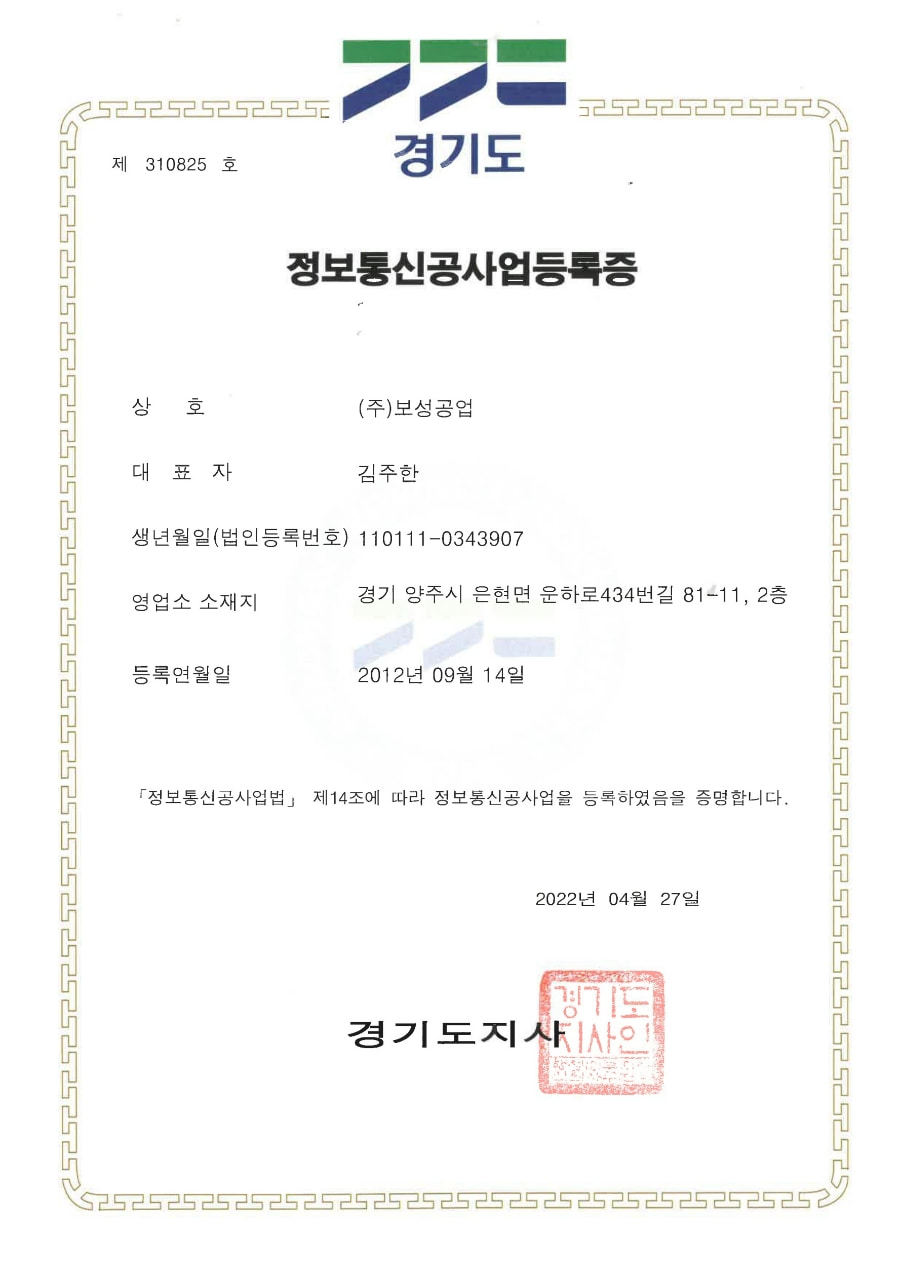 경기도
제 310825 호
정보통신공사업등록증
상 호 (주)보성공업
대 표 자 김주한
생년월일(법인등록번호) 110111-0343907
영업소 소재지 경기 양주시 은현면 운하로434번길 81-11, 2층
등록연월일 2012년 09월 14일
「정보통신공사업법」 제14조에 따라 정보통신공사업을 등록하였음을 증명합니다.
2022년 04월 27일
경기도지사
경기도
지사인